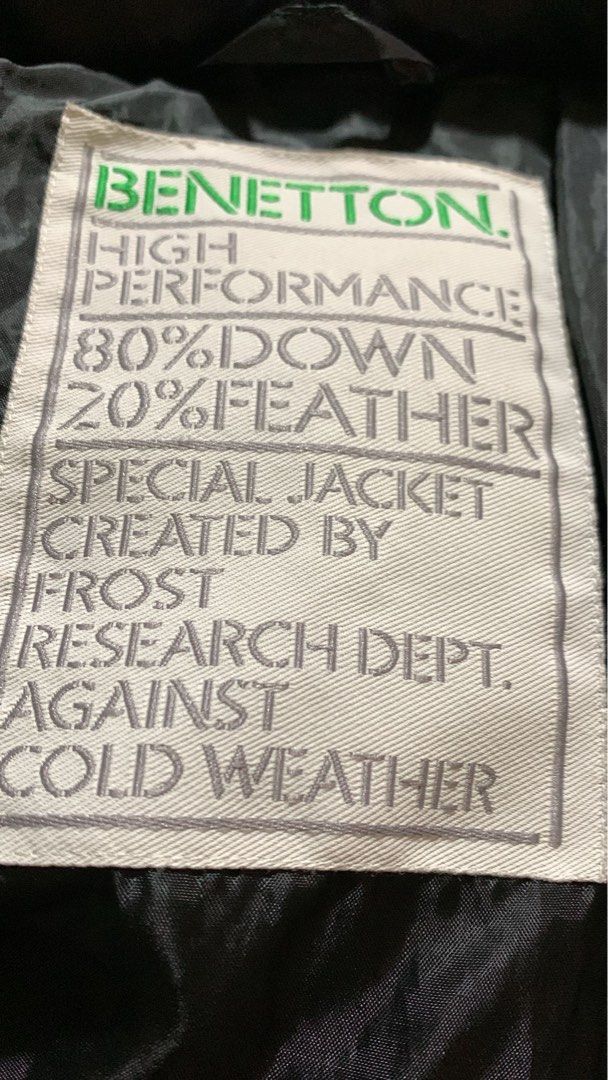 BENETTON.
HIGH
PERFORMANCE
80%DOWN
20%FEATHER
SPECIAL JACKET
CREATED BY
FROST
RESEARCH DEPT.
AGAINST
COLD WEATHER